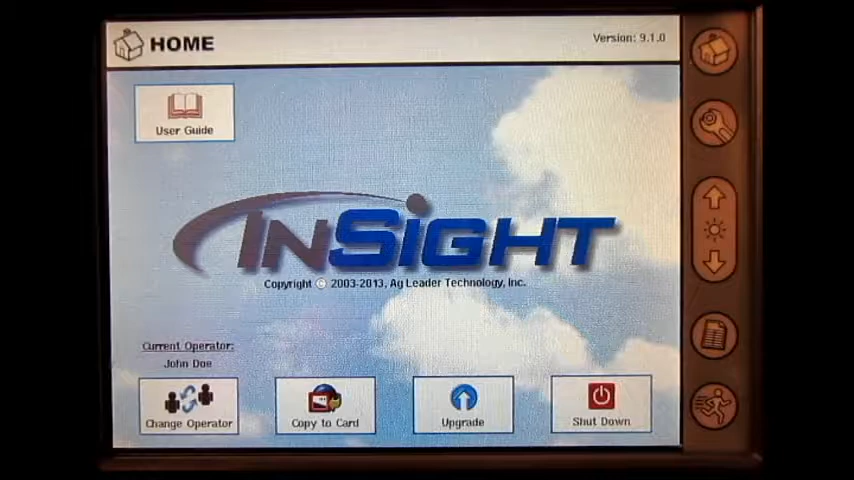 HOME
Version: 9.1.0
User Guide
INSIGHT
Copyright © 2003-2013, Ag Leader Technology, Inc.
Current Operator:
John Doe
Change Operator
Copy to Card
Upgrade
Shut Down